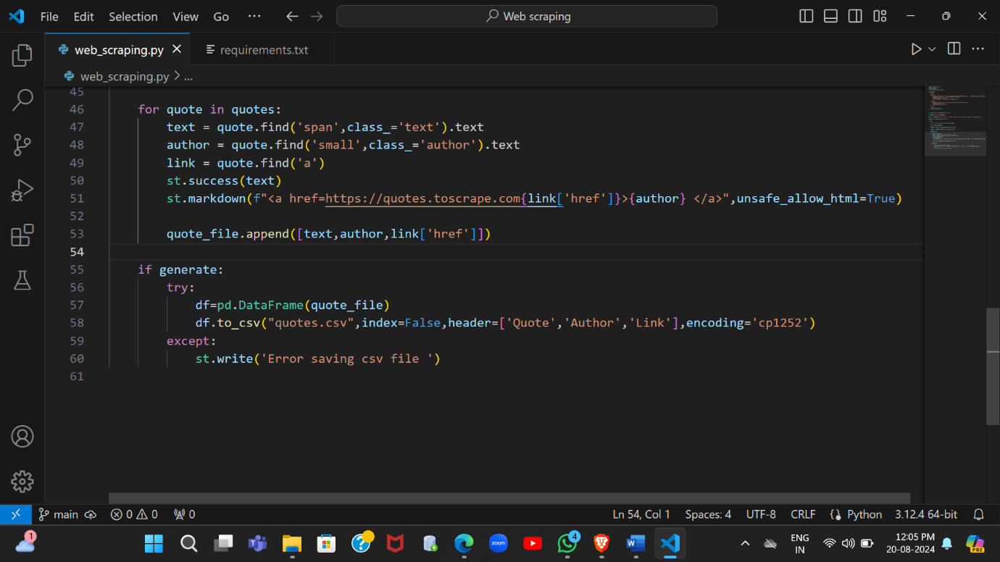 File Edit Selection View Go ... Web scraping
web_scraping.py requirements.txt
web_scraping.py > ...
45
46 for quote in quotes:
47 text = quote.find('span',class_='text').text
48 author = quote.find('small',class_='author').text
49 link = quote.find('a')
50 st.success(text)
51 st.markdown(f"<a href=https://quotes.toscrape.com{link['href']}>{author} </a>",unsafe_allow_html=True)
52
53 quote_file.append([text,author,link['href']])
54
55 if generate:
56 try:
57 df=pd.DataFrame(quote_file)
58 df.to_csv("quotes.csv",index=False,header=['Quote','Author','Link'],encoding='cp1252')
59 except:
60 st.write('Error saving csv file ')
61
main 0 0 0 Ln 54, Col 1 Spaces: 4 UTF-8 CRLF Python 3.12.4 64-bit
1 zoom 4 W ENG IN 12:05 PM 20-08-2024 PRE